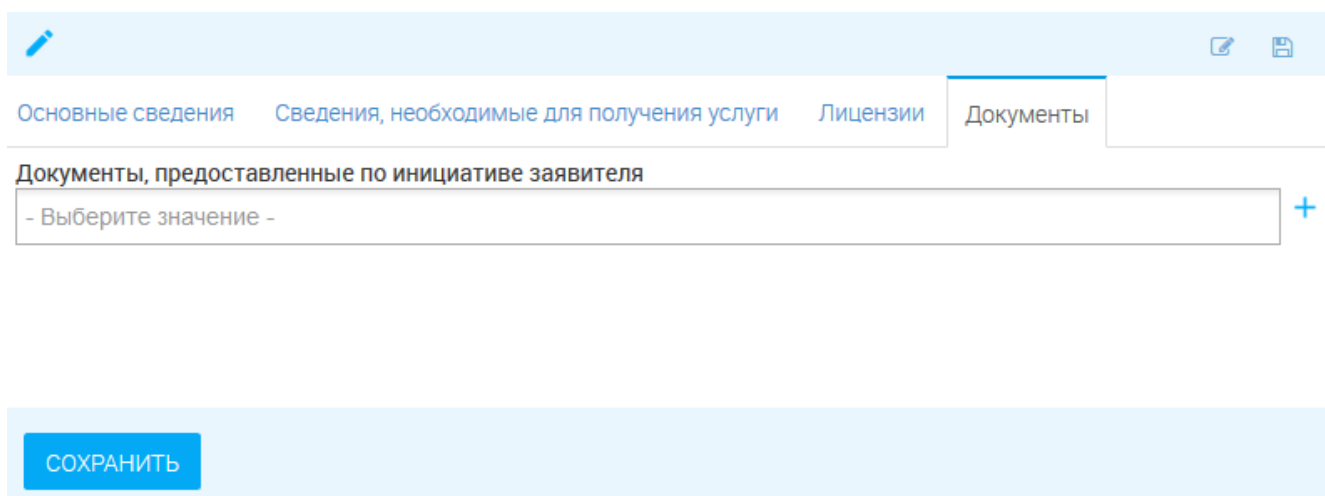 Основные сведения Сведения, необходимые для получения услуги Лицензии Документы
Документы, предоставленные по инициативе заявителя
- Выберите значение -
СОХРАНИТЬ